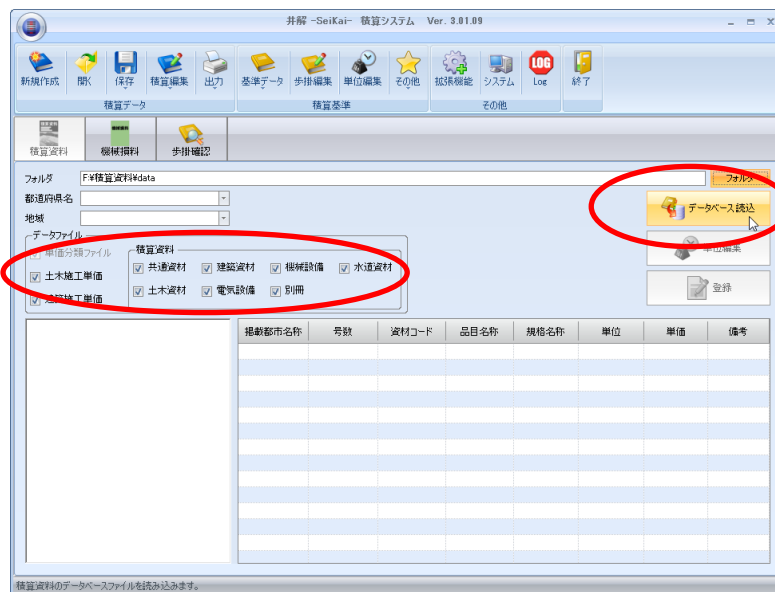 井解 -SeiKai- 積算システム Ver. 3.01.09
新規作成 開く 保存 積算編集 出力 基準データ 歩掛編集 単位編集 その他 拡張機能 システム Log 終了
LOG
積算データ 積算基準 その他
積算資料 機械損料 歩掛確認
フォルダ F:¥積算資料¥data フォルダ
都道府県名
データベース読込
地域
データファイル
単価分類ファイル 積算資料
単位編集
共通資材 建築資材 機械設備 水道資材
土木施工単価
土木資材 電気設備 別冊
登録
建築施工単価
掲載都市名称 号数 資材コード 品目名称 規格名称 単位 単価 備考
積算資料のデータベースファイルを読み込みます。